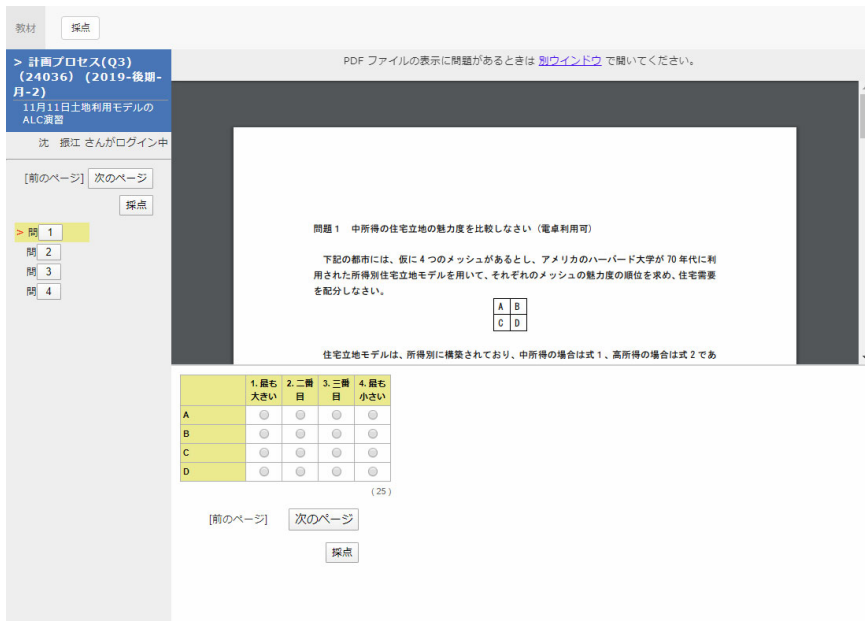 教材 採点
> 計画プロセス(Q3)
（24036）（2019-後期-
月-2）
11月11日土地利用モデルの
ALC演習
沈 振江 さんがログイン中
[前のページ] 次のページ
採点
> 問 1
問 2
問 3
問 4
PDF ファイルの表示に問題があるときは 別ウインドウ で開いてください。
問題１ 中所得の住宅立地の魅力度を比較しなさい（電卓利用可）
下記の都市には、仮に 4 つのメッシュがあるとし、アメリカのハーバード大学が 70 年代に利
用された所得別住宅立地モデルを用いて、それぞれのメッシュの魅力度の順位を求め、住宅需要
を配分しなさい。
A B
C D
住宅立地モデルは、所得別に構築されており、中所得の場合は式 1、高所得の場合は式 2 であ
1. 最も大きい 2. 二番目 3. 三番目 4. 最も小さい
A
B
C
D
(25)
[前のページ] 次のページ
採点